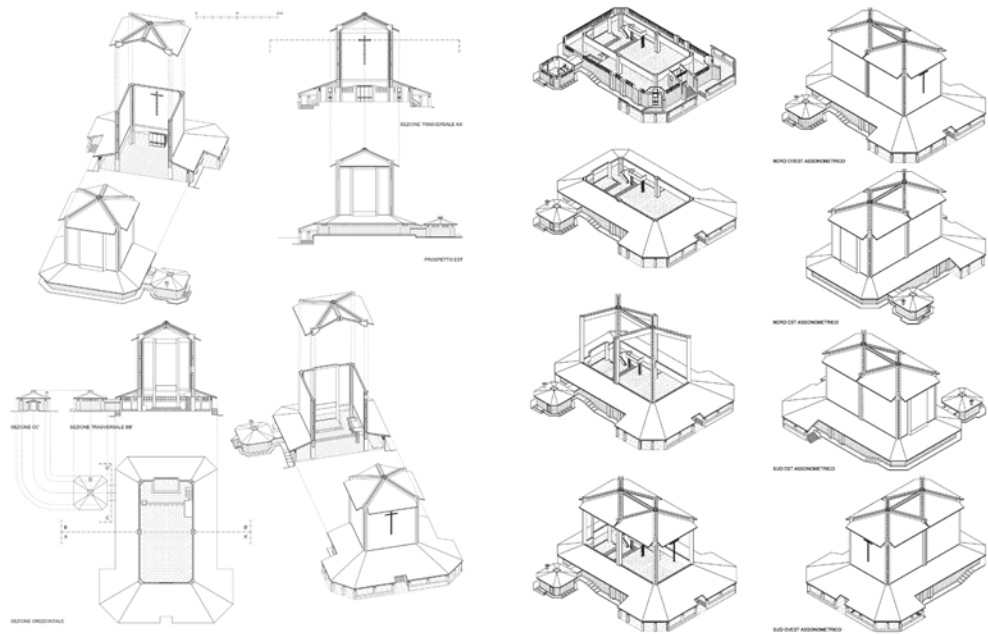 SEZIONE TRASVERSALE AA'
PROSPETTO EST
SEZIONE CC'
SEZIONE TRASVERSALE BB'
SEZIONE ORIZZONTALE
NORD OVEST ASSONOMETRICO
NORD EST ASSONOMETRICO
SUD EST ASSONOMETRICO
SUD OVEST ASSONOMETRICO